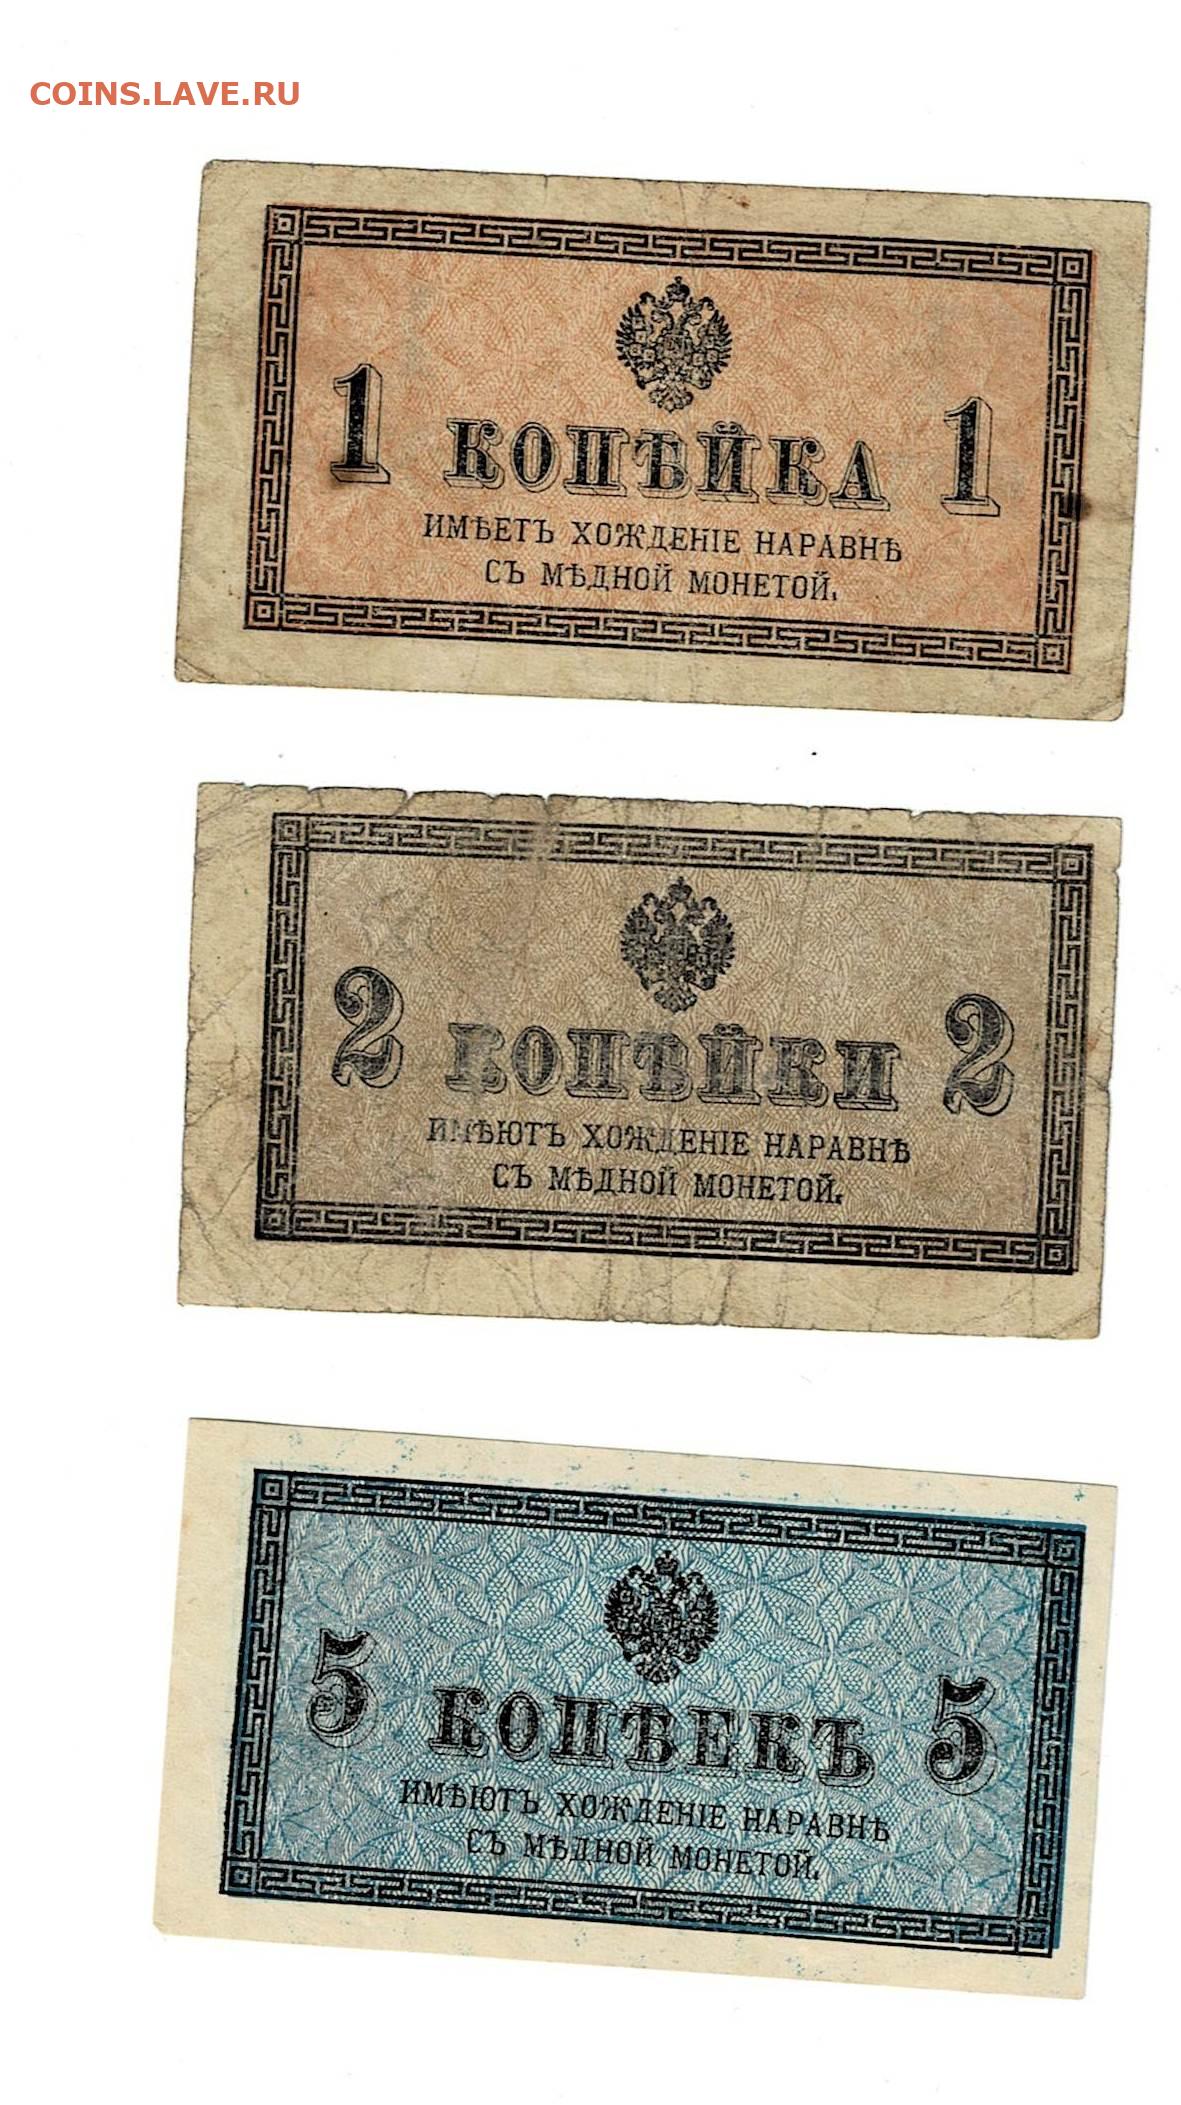 COINS.LAVE.RU
1 КОПѢЙКА 1
ИМѢЕТЪ ХОЖДЕНІЕ НАРАВНѢ
СЪ МѢДНОЙ МОНЕТОЙ.
2 КОПѢЙКИ 2
ИМѢЮТЪ ХОЖДЕНІЕ НАРАВНѢ
СЪ МѢДНОЙ МОНЕТОЙ.
5 КОПѢЕКЪ 5
ИМѢЮТЪ ХОЖДЕНІЕ НАРАВНѢ
СЪ МѢДНОЙ МОНЕТОЙ.